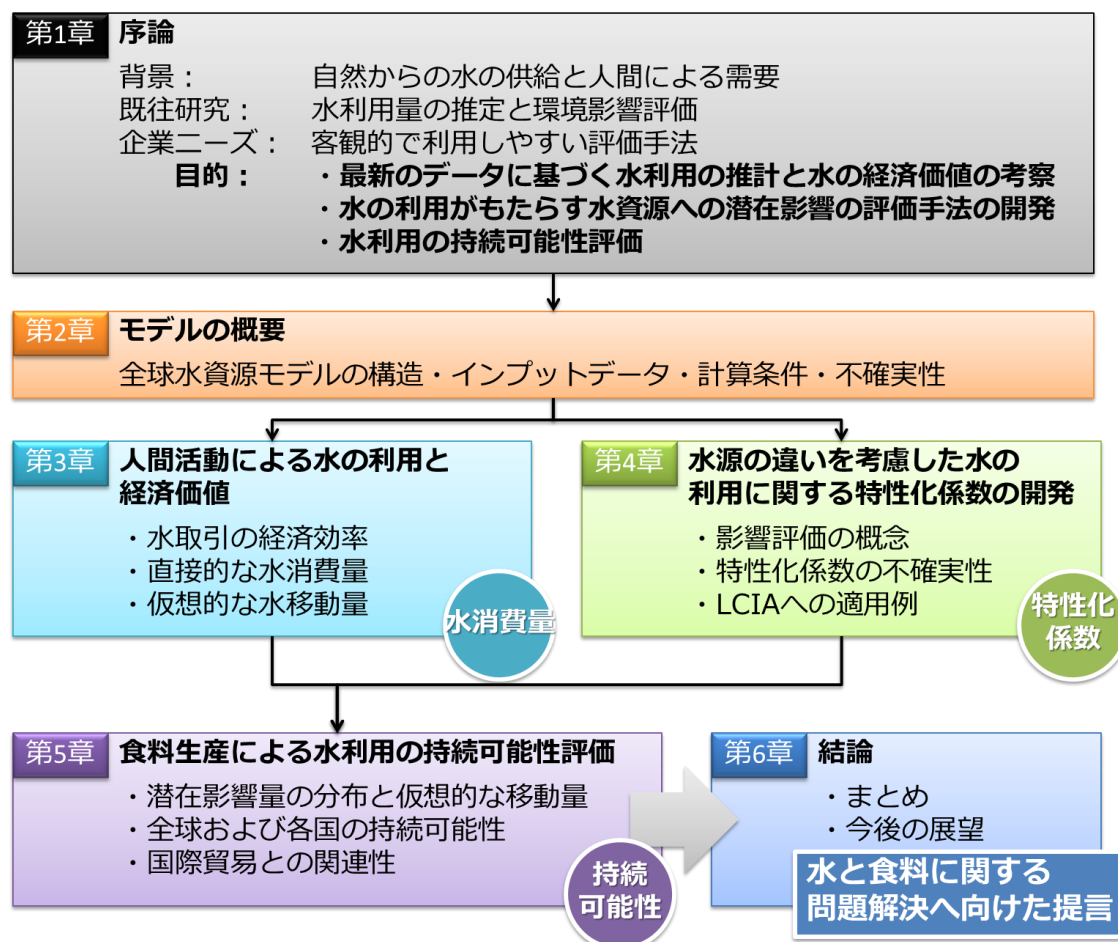 第1章 序論
背景： 自然からの水の供給と人間による需要
既往研究： 水利用量の推定と環境影響評価
企業ニーズ： 客観的で利用しやすい評価手法
目的： ・最新のデータに基づく水利用の推計と水の経済価値の考察
・水の利用がもたらす水資源への潜在影響の評価手法の開発
・水利用の持続可能性評価
第2章 モデルの概要
全球水資源モデルの構造・インプットデータ・計算条件・不確実性
第3章 人間活動による水の利用と
経済価値
・水取引の経済効率
・直接的な水消費量
・仮想的な水移動量
水消費量
第4章 水源の違いを考慮した水の
利用に関する特性化係数の開発
・影響評価の概念
・特性化係数の不確実性
・LCIAへの適用例
特性化
係数
第5章 食料生産による水利用の持続可能性評価
・潜在影響量の分布と仮想的な移動量
・全球および各国の持続可能性
・国際貿易との関連性
持続
可能性
第6章 結論
・まとめ
・今後の展望
水と食料に関する
問題解決へ向けた提言